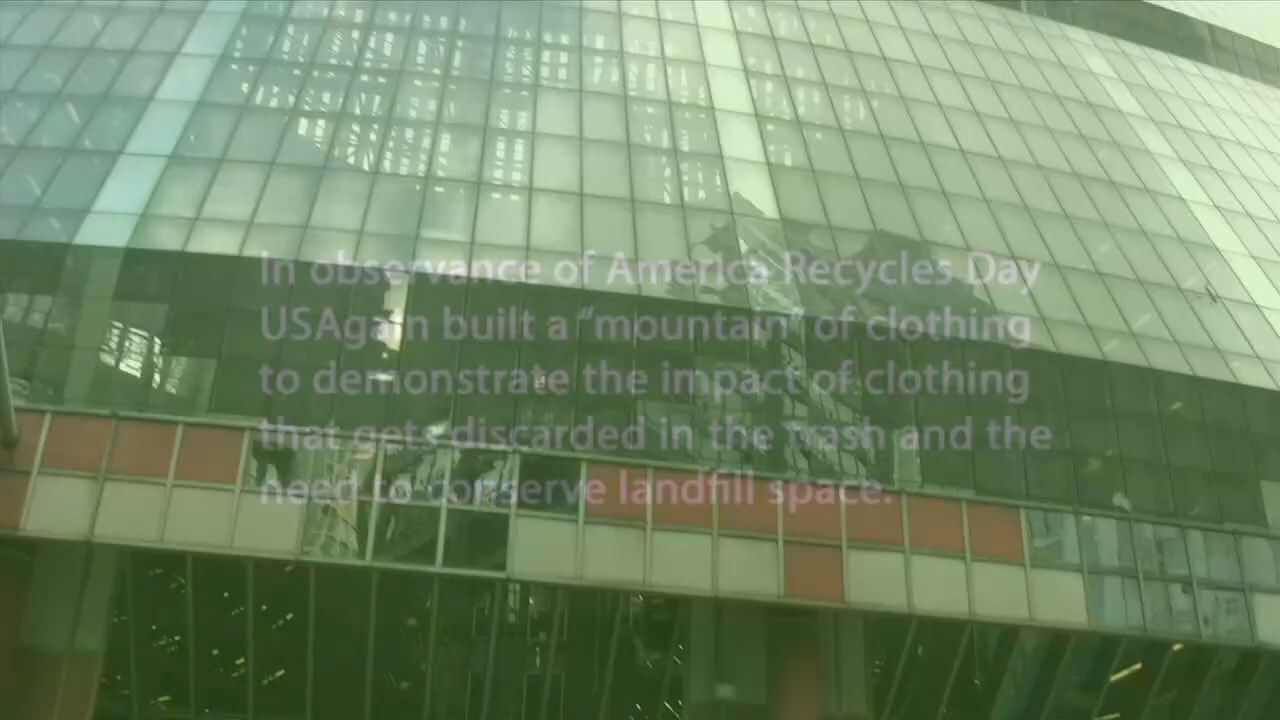 In observance of America Recycles Day
USAgain built a "mountain" of clothing
to demonstrate the impact of clothing
that gets discarded in the trash and the
need to conserve landfill space.